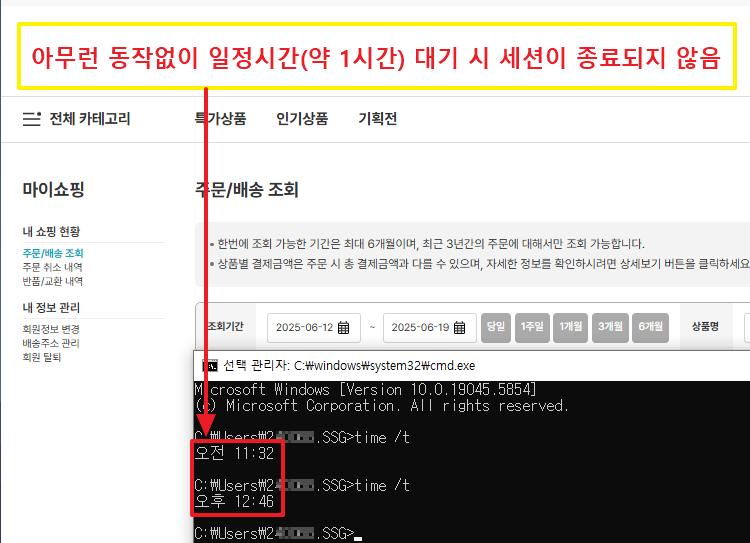 아무런 동작없이 일정시간(약 1시간) 대기 시 세션이 종료되지 않음
전체 카테고리 특가상품 인기상품 기획전
마이쇼핑
내 쇼핑 현황
주문/배송 조회
주문 취소 내역
반품/교환 내역
내 정보 관리
회원정보 변경
배송주소 관리
회원 탈퇴
주문/배송 조회
• 한번에 조회 가능한 기간은 최대 6개월이며, 최근 3년간의 주문에 대해서만 조회 가능합니다.
• 상품별 결제금액은 주문 시 총 결제금액과 다를 수 있으며, 자세한 정보를 확인하시려면 상세보기 버튼을 클릭하세요
조회기간 2025-06-12 ~ 2025-06-19 당일 1주일 1개월 3개월 6개월 상품명
선택 관리자: C:₩windows₩system32₩cmd.exe
Microsoft Windows [Version 10.0.19045.5854]
(c) Microsoft Corporation. All rights reserved.
C:₩Users₩2 .SSG>time /t
오전 11:32
C:₩Users₩2 .SSG>time /t
오후 12:46
C:₩Users₩2 .SSG>